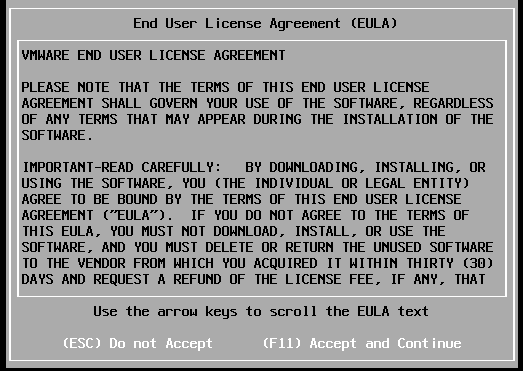 End User License Agreement (EULA)
VMWARE END USER LICENSE AGREEMENT
PLEASE NOTE THAT THE TERMS OF THIS END USER LICENSE
AGREEMENT SHALL GOVERN YOUR USE OF THE SOFTWARE, REGARDLESS
OF ANY TERMS THAT MAY APPEAR DURING THE INSTALLATION OF THE
SOFTWARE.
IMPORTANT-READ CAREFULLY:   BY DOWNLOADING, INSTALLING, OR
USING THE SOFTWARE, YOU (THE INDIVIDUAL OR LEGAL ENTITY)
AGREE TO BE BOUND BY THE TERMS OF THIS END USER LICENSE
AGREEMENT ("EULA").  IF YOU DO NOT AGREE TO THE TERMS OF
THIS EULA, YOU MUST NOT DOWNLOAD, INSTALL, OR USE THE
SOFTWARE, AND YOU MUST DELETE OR RETURN THE UNUSED SOFTWARE
TO THE VENDOR FROM WHICH YOU ACQUIRED IT WITHIN THIRTY (30)
DAYS AND REQUEST A REFUND OF THE LICENSE FEE, IF ANY, THAT
Use the arrow keys to scroll the EULA text
(ESC) Do not Accept      (F11) Accept and Continue